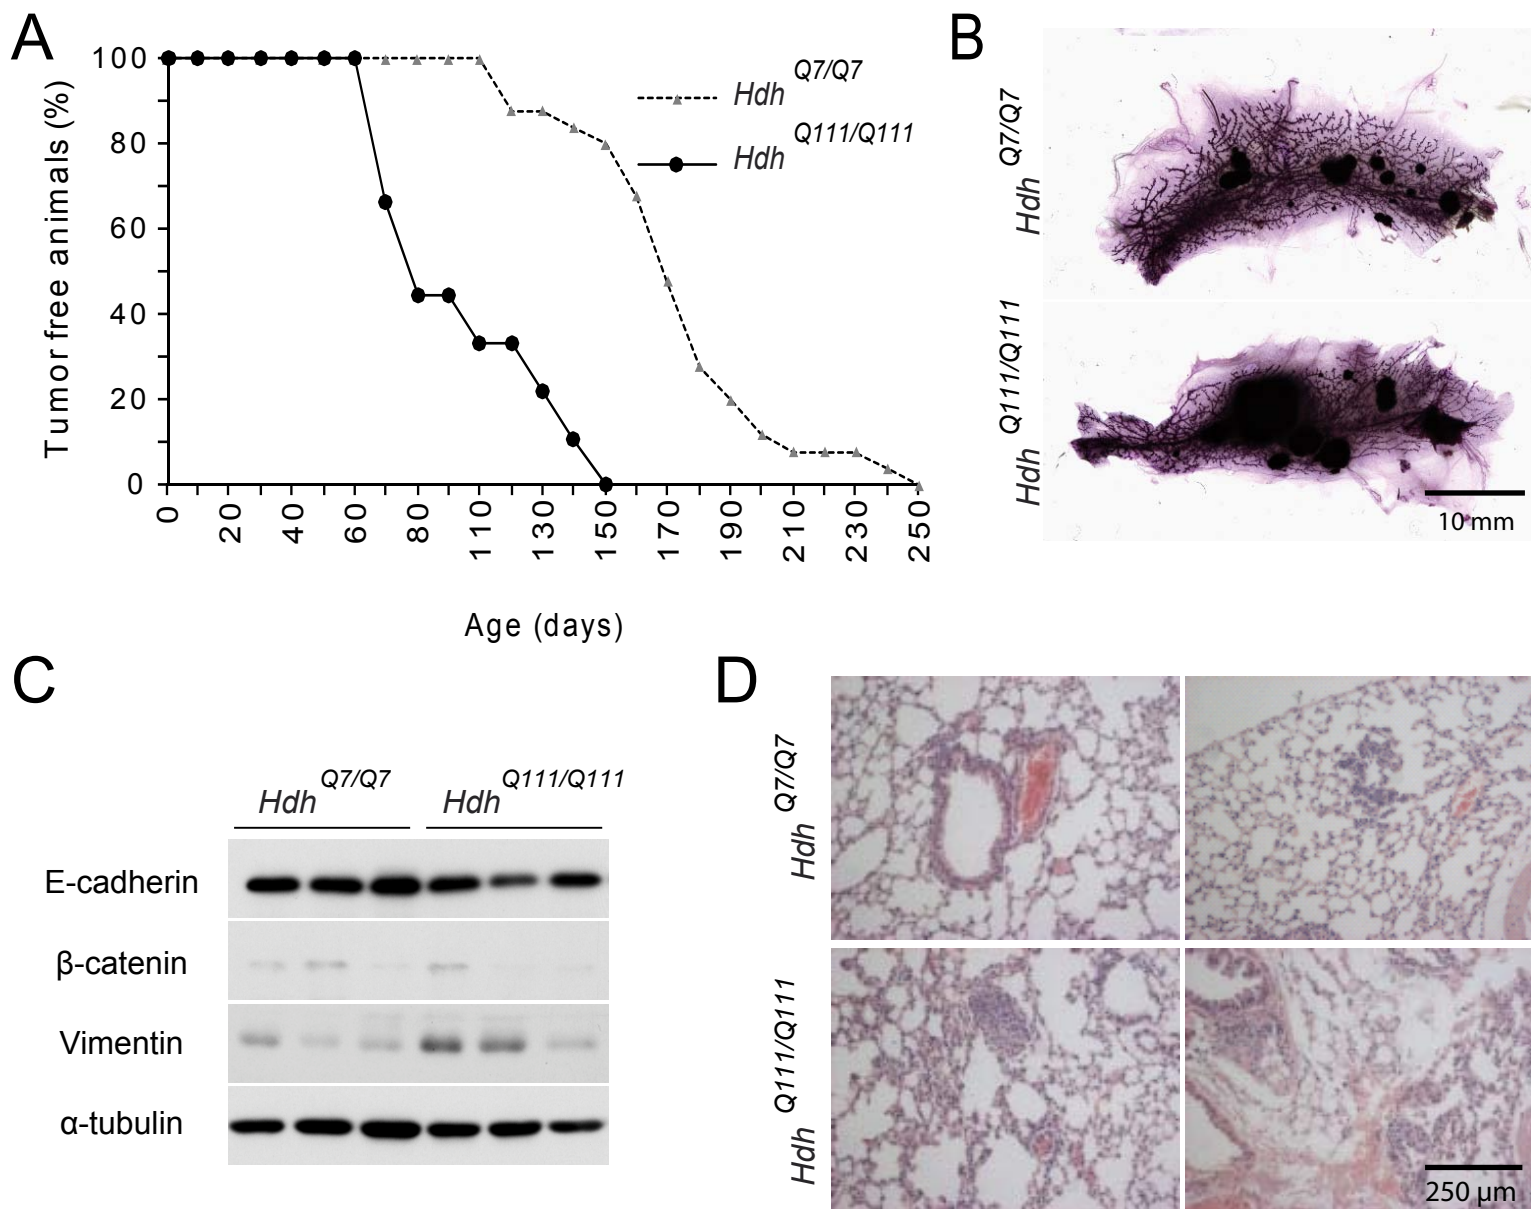 A
100
80
60
40
20
0
Tumor free animals (%)
0 20 40 60 80 110 130 150 170 190 210 230 250
Age (days)
Hdh Q7/Q7
Hdh Q111/Q111
B
Hdh Q7/Q7
Hdh Q111/Q111
10 mm
C
Hdh Q7/Q7 Hdh Q111/Q111
E-cadherin
β-catenin
Vimentin
α-tubulin
D
Hdh Q7/Q7
Hdh Q111/Q111
250 μm